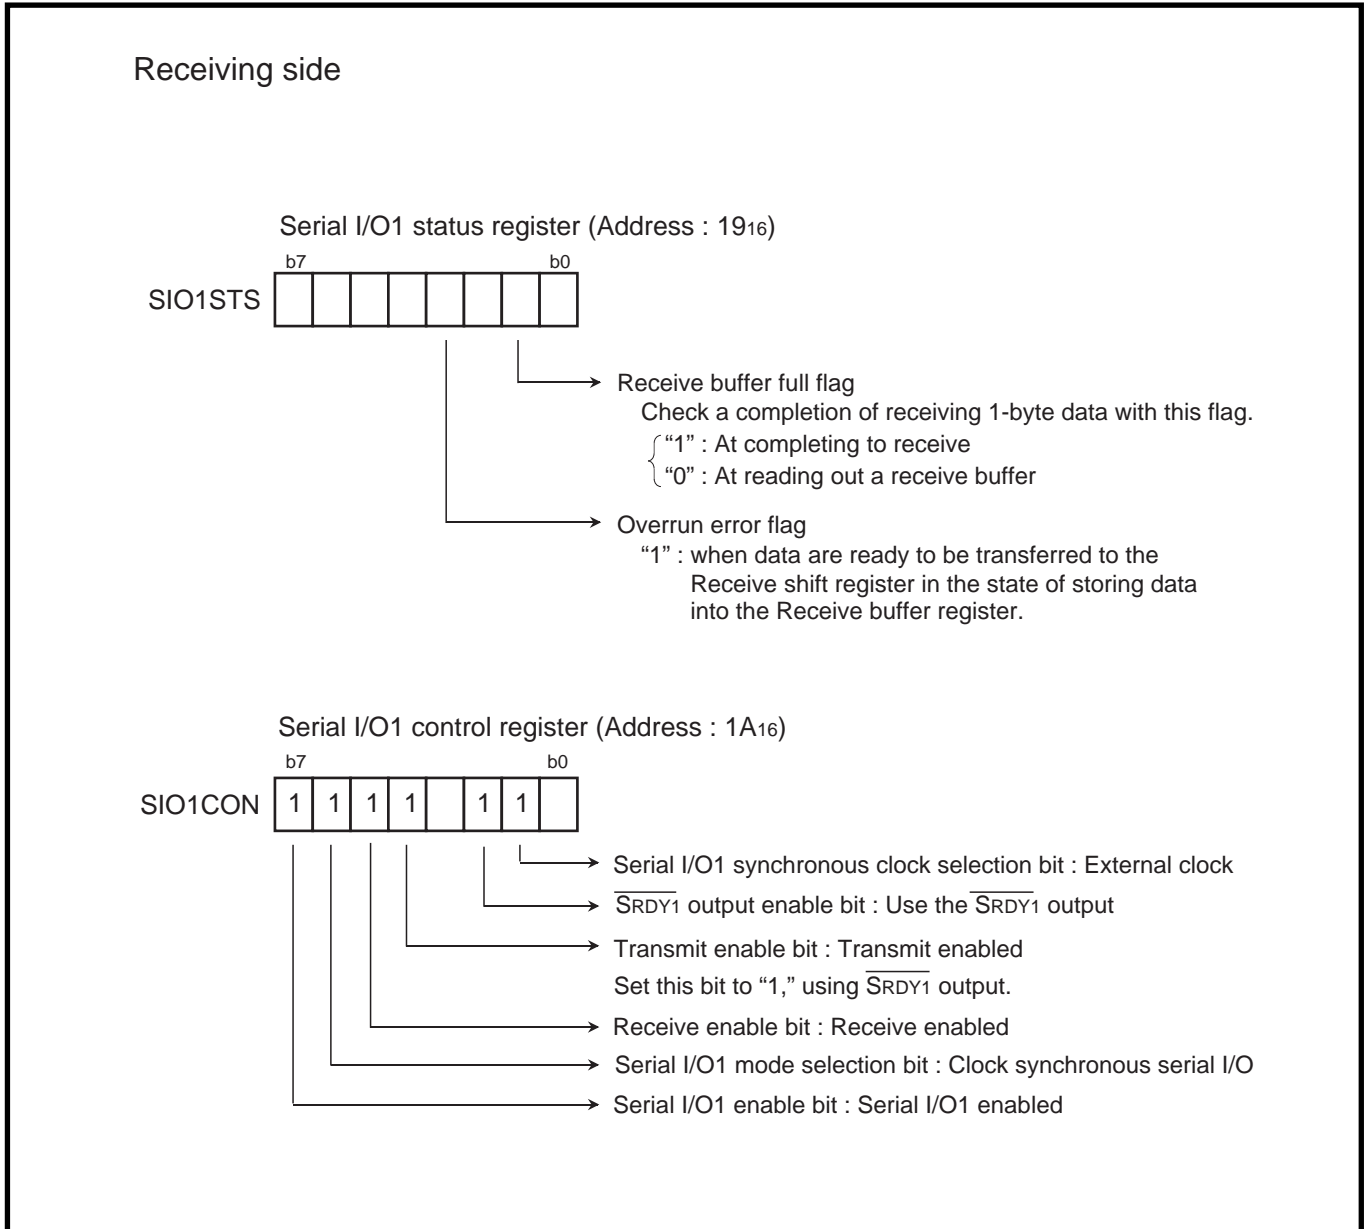 Receiving side
Serial I/O1 status register (Address : 19₁₆)
b7 b0
SIO1STS
Receive buffer full flag
Check a completion of receiving 1-byte data with this flag.
“1” : At completing to receive
“0” : At reading out a receive buffer
Overrun error flag
“1” : when data are ready to be transferred to the
Receive shift register in the state of storing data
into the Receive buffer register.
Serial I/O1 control register (Address : 1A₁₆)
b7 b0
SIO1CON 1 1 1 1 1 1
Serial I/O1 synchronous clock selection bit : External clock
S̅R̅D̅Y̅1̅ output enable bit : Use the S̅R̅D̅Y̅1̅ output
Transmit enable bit : Transmit enabled
Set this bit to “1,” using S̅R̅D̅Y̅1̅ output.
Receive enable bit : Receive enabled
Serial I/O1 mode selection bit : Clock synchronous serial I/O
Serial I/O1 enable bit : Serial I/O1 enabled